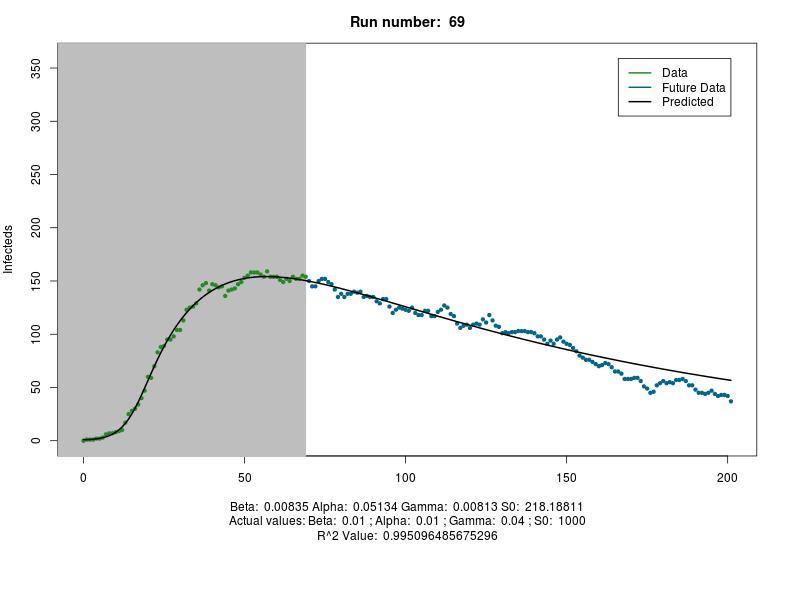 Run number: 69
Data
Future Data
Predicted
Infecteds
350
300
250
200
150
100
50
0
0 50 100 150 200
Beta: 0.00835 Alpha: 0.05134 Gamma: 0.00813 S0: 218.18811
Actual values: Beta: 0.01 ; Alpha: 0.01 ; Gamma: 0.04 ; S0: 1000
R^2 Value: 0.995096485675296